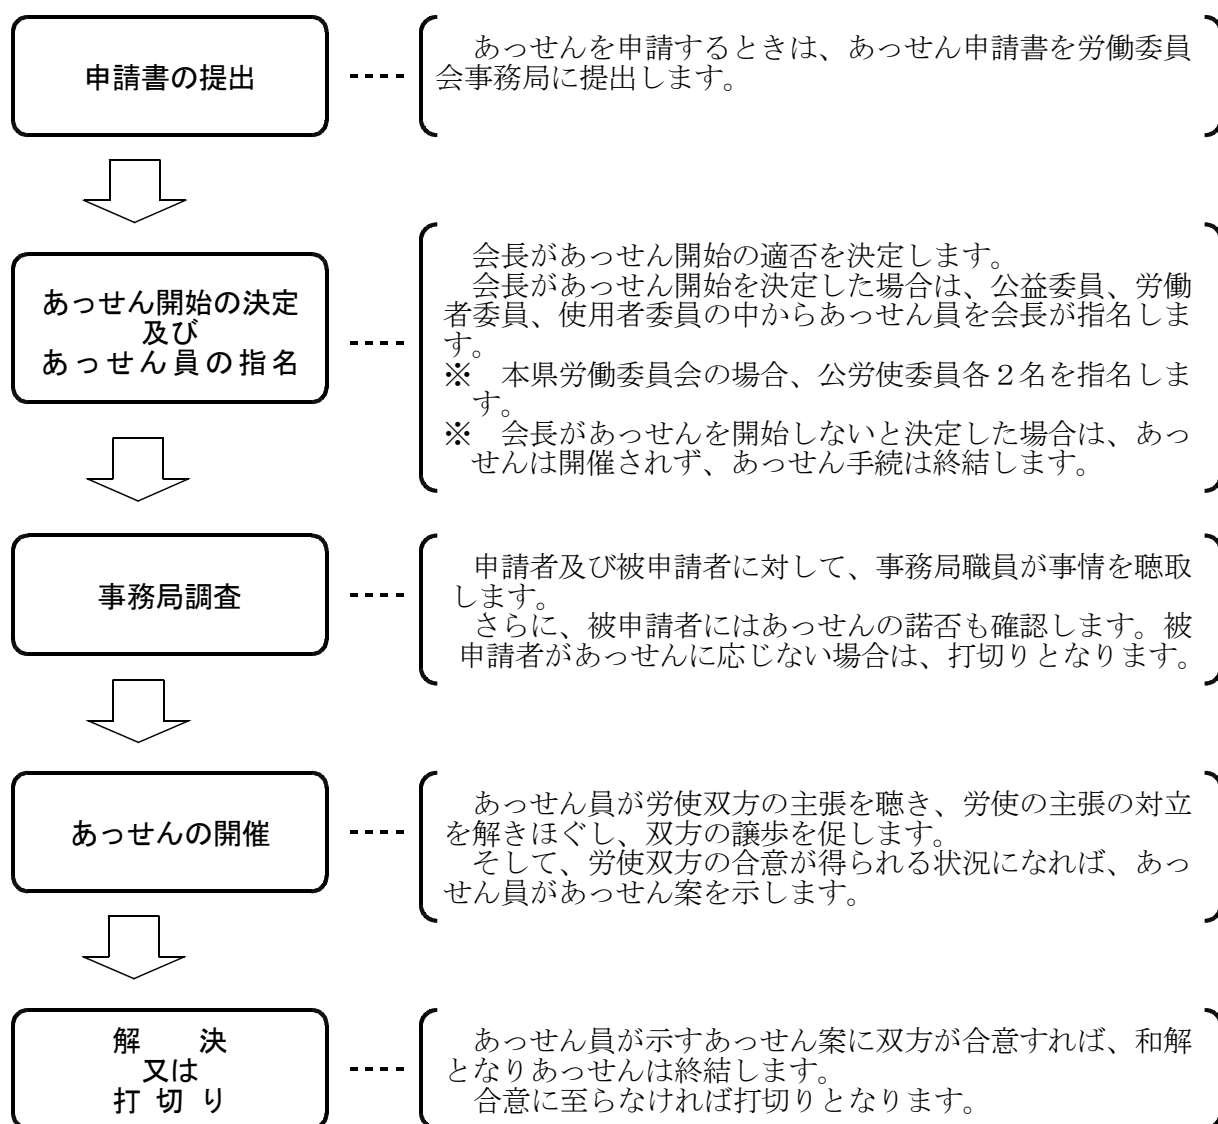 申請書の提出
あっせんを申請するときは、あっせん申請書を労働委員
会事務局に提出します。
あっせん開始の決定
及び
あっせん員の指名
会長があっせん開始の適否を決定します。
会長があっせん開始を決定した場合は、公益委員、労働
者委員、使用者委員の中からあっせん員を会長が指名しま
す。
※　本県労働委員会の場合、公労使委員各２名を指名しま
す。
※　会長があっせんを開始しないと決定した場合は、あっ
せんは開催されず、あっせん手続は終結します。
事務局調査
申請者及び被申請者に対して、事務局職員が事情を聴取
します。
さらに、被申請者にはあっせんの諾否も確認します。被
申請者があっせんに応じない場合は、打切りとなります。
あっせんの開催
あっせん員が労使双方の主張を聴き、労使の主張の対立
を解きほぐし、双方の譲歩を促します。
そして、労使双方の合意が得られる状況になれば、あっ
せん員があっせん案を示します。
解　　決
又は
打 切 り
あっせん員が示すあっせん案に双方が合意すれば、和解
となりあっせんは終結します。
合意に至らなければ打切りとなります。